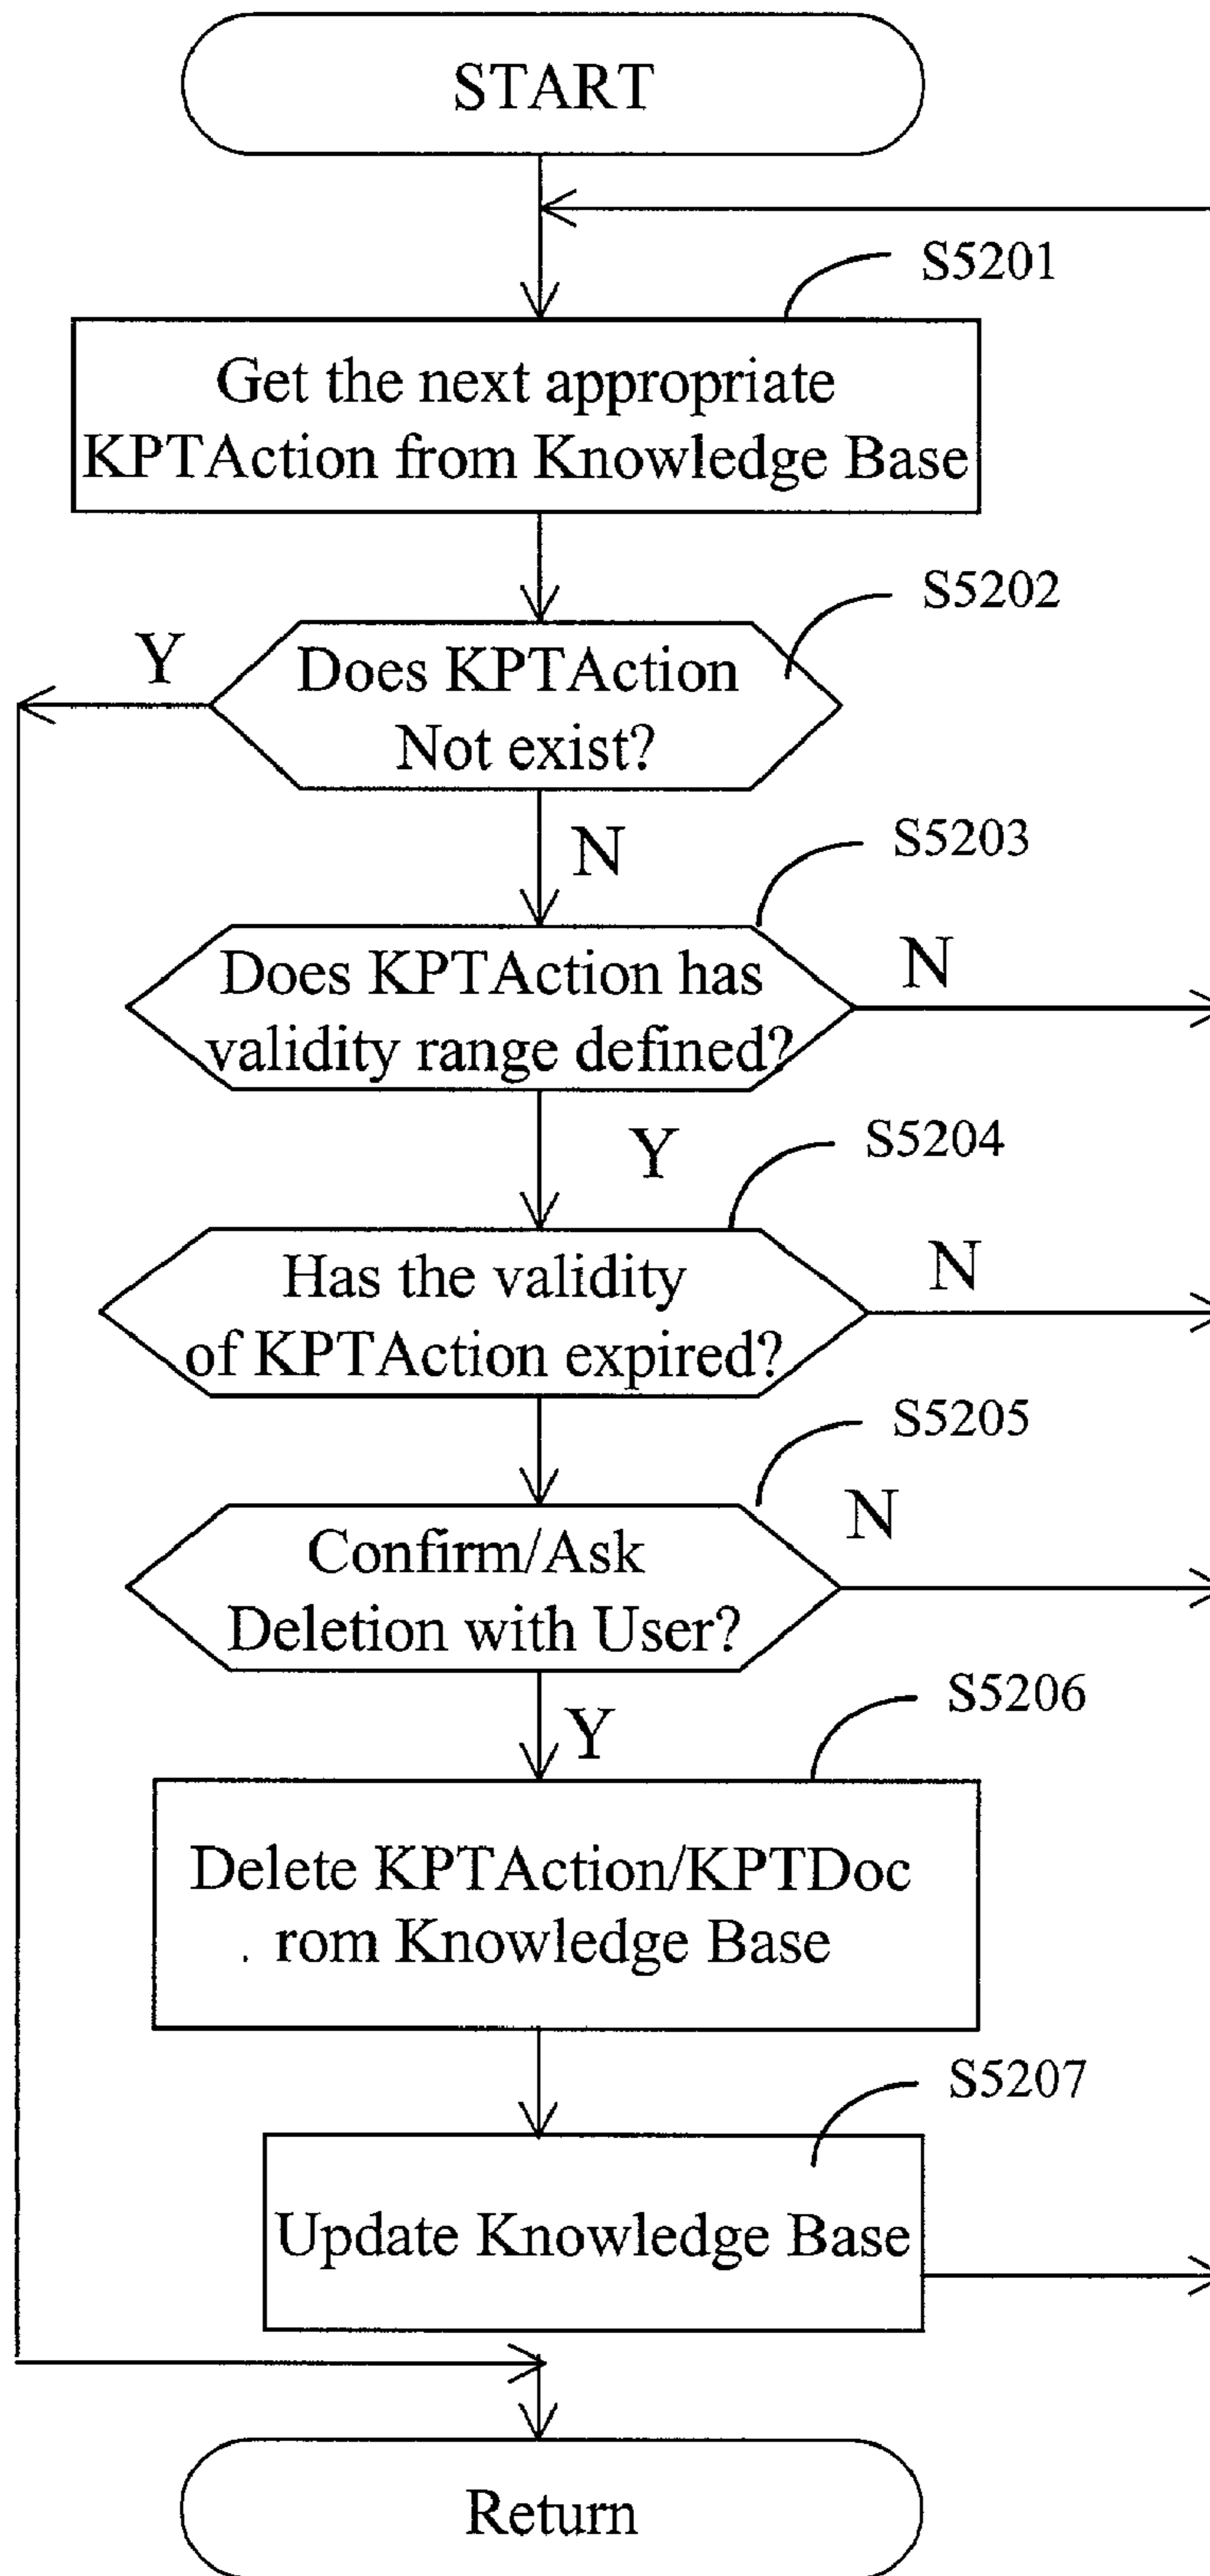 START
S5201
Get the next appropriate
KPTAction from Knowledge Base
S5202
Y
Does KPTAction
Not exist?
N
S5203
Does KPTAction has
validity range defined?
N
Y
S5204
Has the validity
of KPTAction expired?
N
S5205
Confirm/Ask
Deletion with User?
N
Y
S5206
Delete KPTAction/KPTDoc
. rom Knowledge Base
S5207
Update Knowledge Base
Return